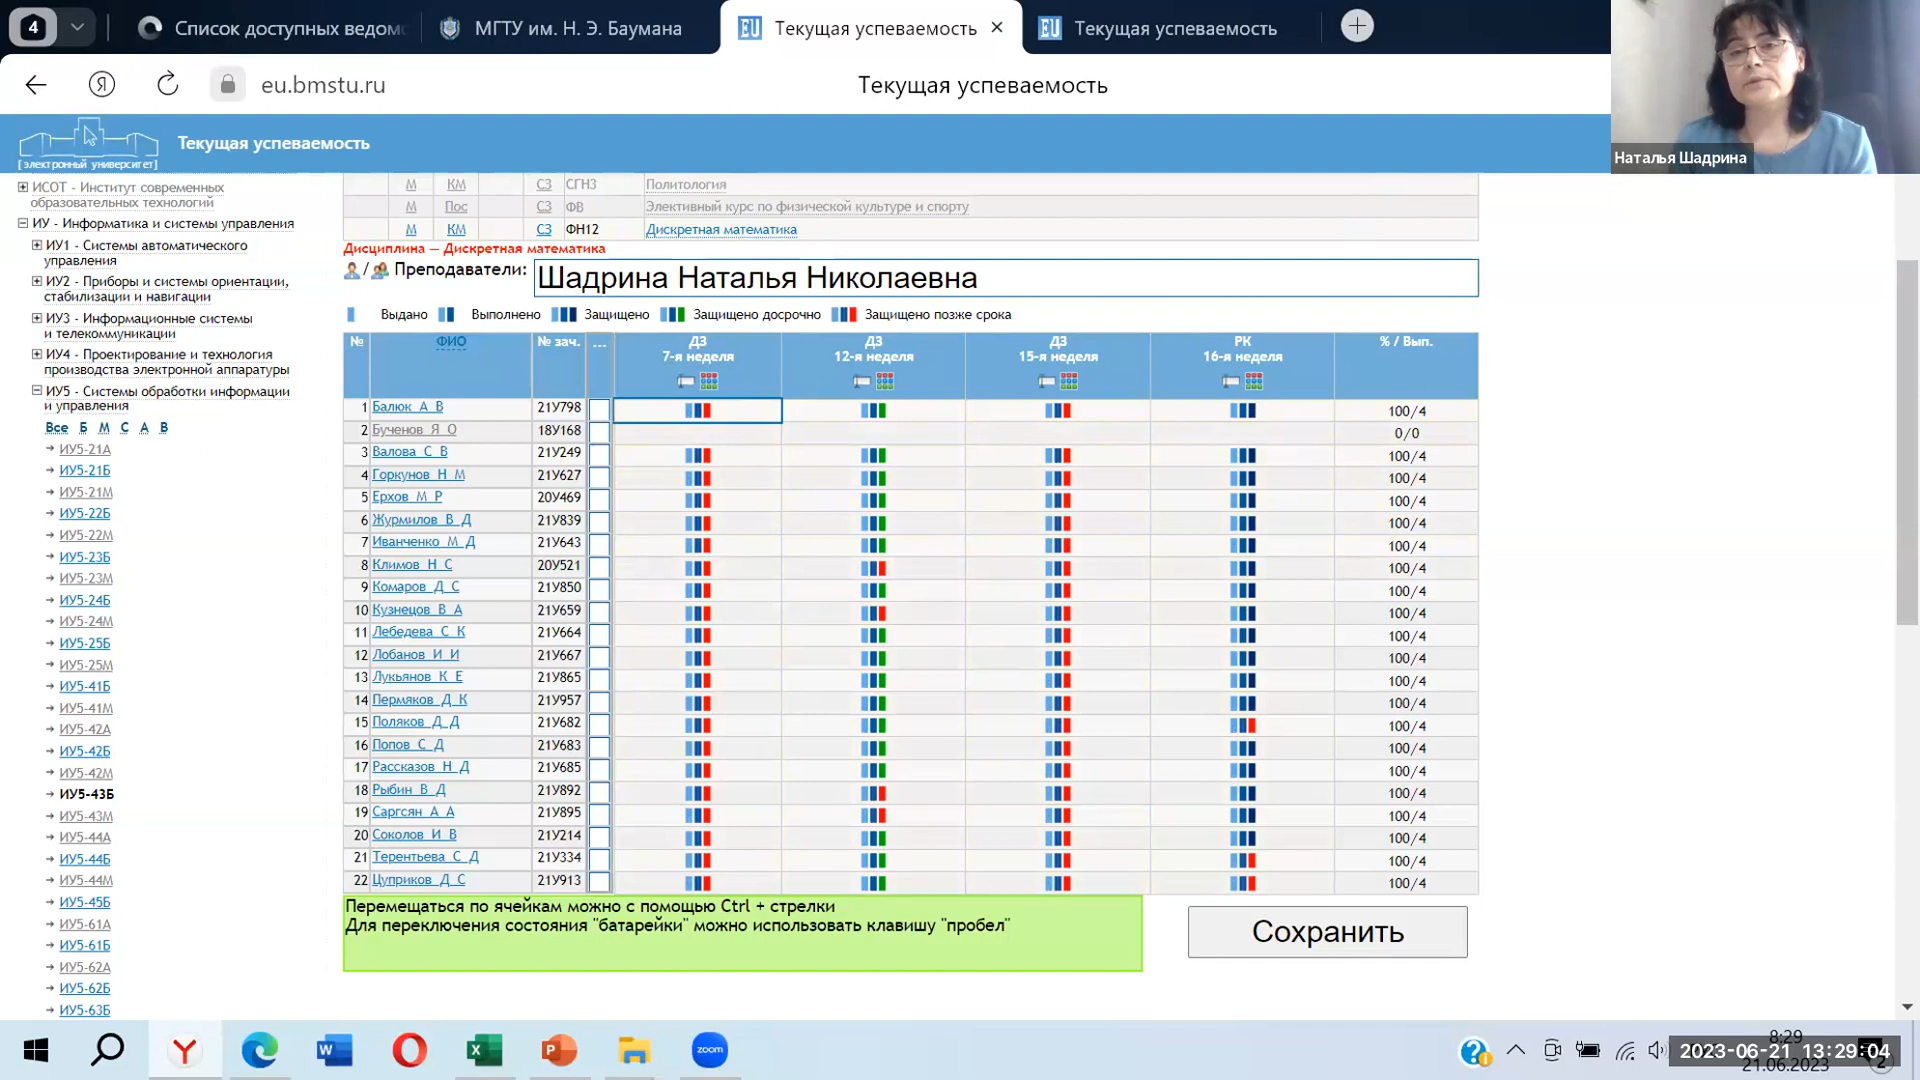 4
Список доступных ведом
МГТУ им. Н. Э. Баумана
Текущая успеваемость
Текущая успеваемость
eu.bmstu.ru
Текущая успеваемость
[электронный университет]
Текущая успеваемость
Наталья Шадрина
ИСОТ - Институт современных
образовательных технологий
ИУ - Информатика и системы управления
ИУ1 - Системы автоматического
управления
ИУ2 - Приборы и системы ориентации,
стабилизации и навигации
ИУ3 - Информационные системы
и телекоммуникации
ИУ4 - Проектирование и технология
производства электронной аппаратуры
ИУ5 - Системы обработки информации
и управления
Все Б М С А В
ИУ5-21А
ИУ5-21Б
ИУ5-21М
ИУ5-22Б
ИУ5-22М
ИУ5-23Б
ИУ5-23М
ИУ5-24Б
ИУ5-24М
ИУ5-25Б
ИУ5-25М
ИУ5-41Б
ИУ5-41М
ИУ5-42А
ИУ5-42Б
ИУ5-42М
ИУ5-43Б
ИУ5-43М
ИУ5-44А
ИУ5-44Б
ИУ5-44М
ИУ5-45Б
ИУ5-61А
ИУ5-61Б
ИУ5-62А
ИУ5-62Б
ИУ5-63Б
М КМ СЗ СГН3 Политология
М Пос СЗ ФВ Элективный курс по физической культуре и спорту
М КМ СЗ ФН12 Дискретная математика
Дисциплина — Дискретная математика
/ Преподаватели: Шадрина Наталья Николаевна
Выдано Выполнено Защищено Защищено досрочно Защищено позже срока
№ ФИО № зач. ... ДЗ ДЗ ДЗ РК % / Вып.
7-я неделя 12-я неделя 15-я неделя 16-я неделя
1 Балюк А В 21У798 100/4
2 Бученов Я О 18У168 0/0
3 Валова С В 21У249 100/4
4 Горкунов Н М 21У627 100/4
5 Ерхов М Р 20У469 100/4
6 Журмилов В Д 21У839 100/4
7 Иванченко М Д 21У643 100/4
8 Климов Н С 20У521 100/4
9 Комаров Д С 21У850 100/4
10 Кузнецов В А 21У659 100/4
11 Лебедева С К 21У664 100/4
12 Лобанов И И 21У667 100/4
13 Лукьянов К Е 21У865 100/4
14 Пермяков Д К 21У957 100/4
15 Поляков Д Д 21У682 100/4
16 Попов С Д 21У683 100/4
17 Рассказов Н Д 21У685 100/4
18 Рыбин В Д 21У892 100/4
19 Саргсян А А 21У895 100/4
20 Соколов И В 21У214 100/4
21 Терентьева С Д 21У334 100/4
22 Цуприков Д С 21У913 100/4
Перемещаться по ячейкам можно с помощью Ctrl + стрелки
Для переключения состояния "батарейки" можно использовать клавишу "пробел"
Сохранить
zoom
8:29
2023-06-21 13:29:04
21.06.2023
2